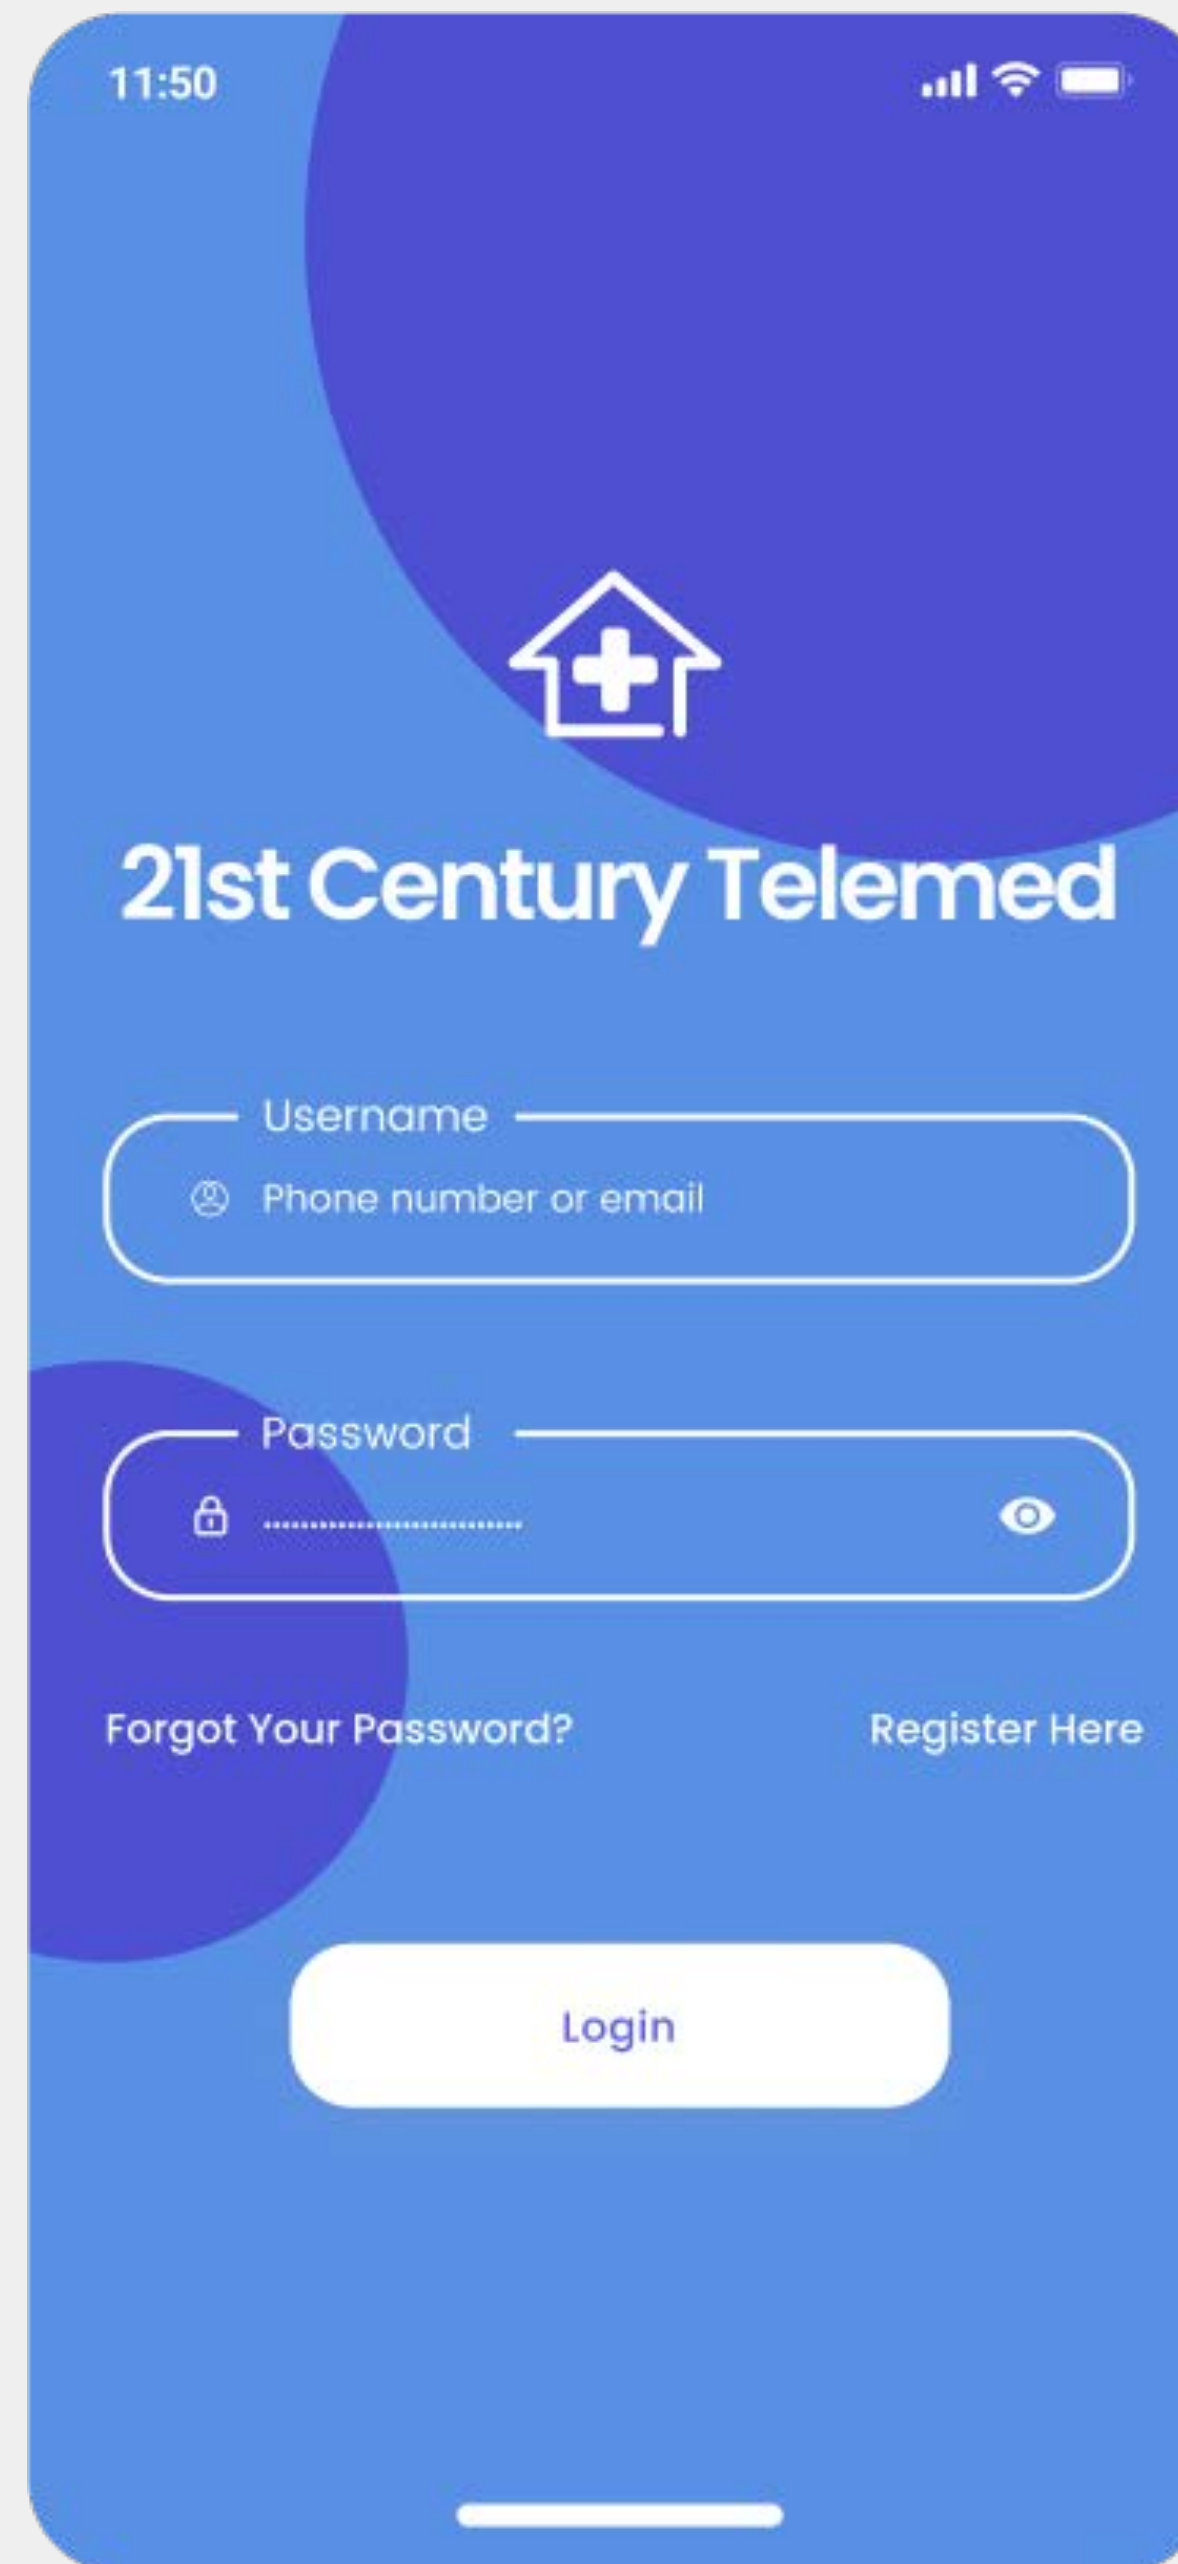 11:50
21st Century Telemed
Username
Phone number or email
Password
Forgot Your Password?
Register Here
Login